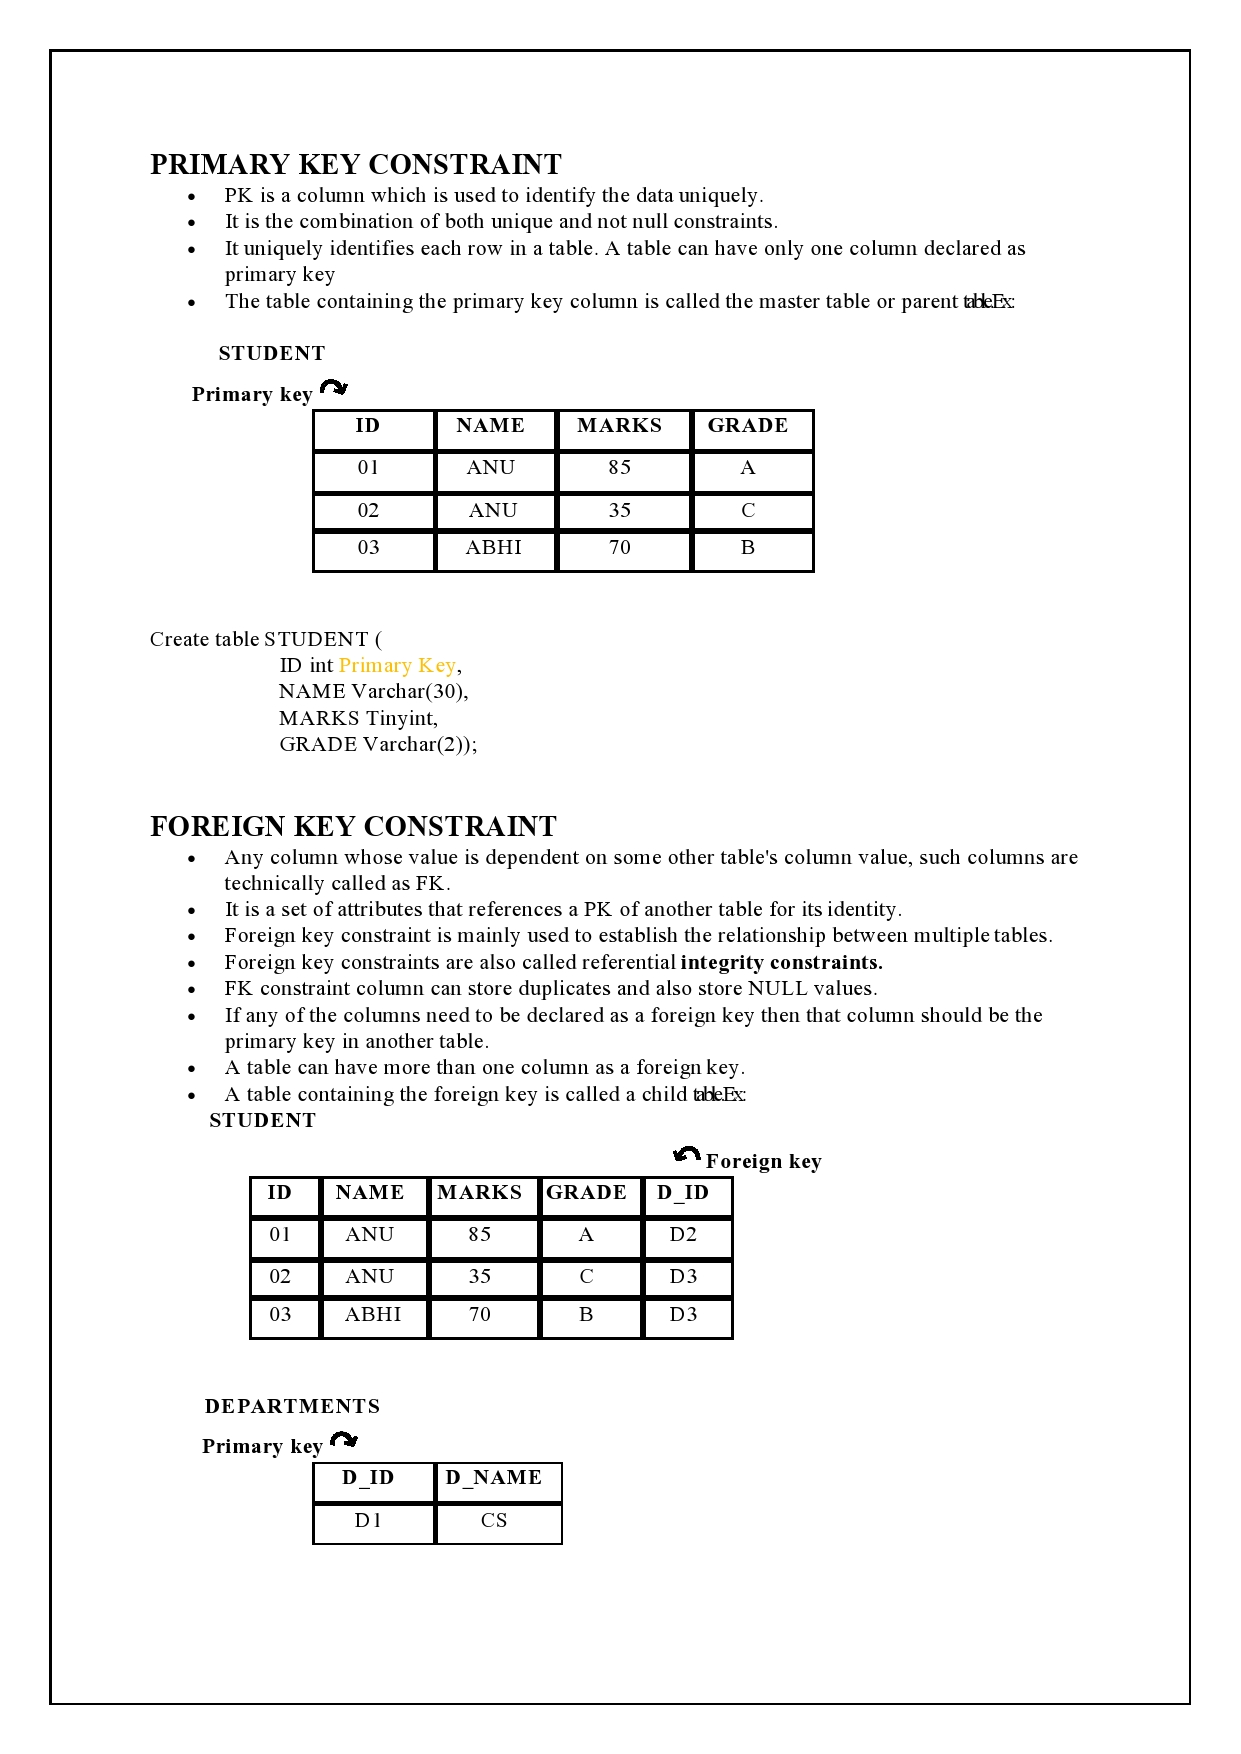 PRIMARY KEY CONSTRAINT
• PK is a column which is used to identify the data uniquely.
• It is the combination of both unique and not null constraints.
• It uniquely identifies each row in a table. A table can have only one column declared as
primary key
• The table containing the primary key column is called the master table or parent table.Ex:
STUDENT
Primary key
ID NAME MARKS GRADE
01 ANU 85 A
02 ANU 35 C
03 ABHI 70 B
Create table STUDENT (
ID int Primary Key,
NAME Varchar(30),
MARKS Tinyint,
GRADE Varchar(2));
FOREIGN KEY CONSTRAINT
• Any column whose value is dependent on some other table's column value, such columns are
technically called as FK.
• It is a set of attributes that references a PK of another table for its identity.
• Foreign key constraint is mainly used to establish the relationship between multiple tables.
• Foreign key constraints are also called referential integrity constraints.
• FK constraint column can store duplicates and also store NULL values.
• If any of the columns need to be declared as a foreign key then that column should be the
primary key in another table.
• A table can have more than one column as a foreign key.
• A table containing the foreign key is called a child table.Ex:
STUDENT
Foreign key
ID NAME MARKS GRADE D_ID
01 ANU 85 A D2
02 ANU 35 C D3
03 ABHI 70 B D3
DEPARTMENTS
Primary key
D_ID D_NAME
D1 CS